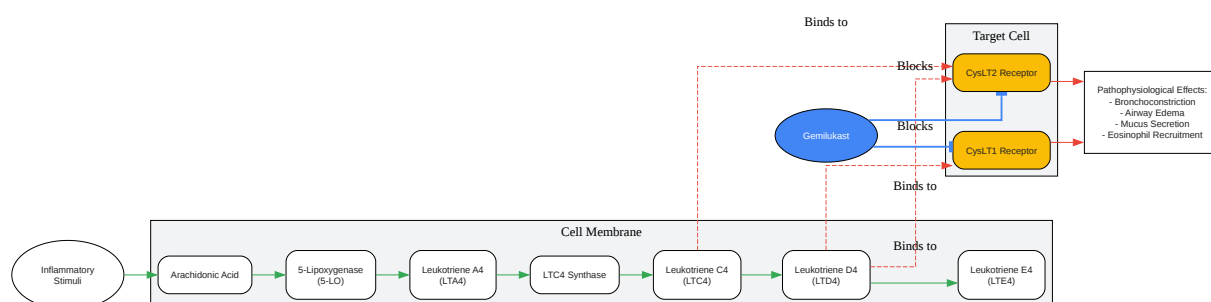 Binds to
Target Cell
Blocks
CysLT2 Receptor
Pathophysiological Effects:
- Bronchoconstriction
- Airway Edema
- Mucus Secretion
- Eosinophil Recruitment
Gemilukast
Blocks
CysLT1 Receptor
Binds to
Cell Membrane
Binds to
Inflammatory
Stimuli
Arachidonic Acid
5-Lipoxygenase
(5-LO)
Leukotriene A4
(LTA4)
LTC4 Synthase
Leukotriene C4
(LTC4)
Leukotriene D4
(LTD4)
Leukotriene E4
(LTE4)